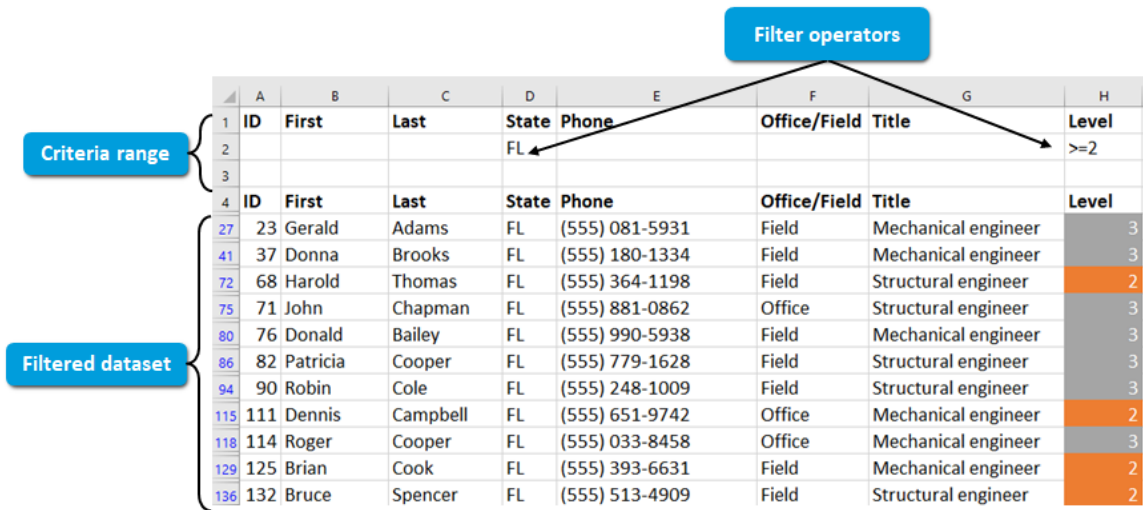 Filter operators
A B C D E F G H
1 ID First Last State Phone Office/Field Title Level
Criteria range
2 FL >=2
3
4 ID First Last State Phone Office/Field Title Level
27 23 Gerald Adams FL (555) 081-5931 Field Mechanical engineer 3
41 37 Donna Brooks FL (555) 180-1334 Field Mechanical engineer 3
72 68 Harold Thomas FL (555) 364-1198 Field Structural engineer 2
75 71 John Chapman FL (555) 881-0862 Office Structural engineer 3
80 76 Donald Bailey FL (555) 990-5938 Field Mechanical engineer 3
Filtered dataset
86 82 Patricia Cooper FL (555) 779-1628 Field Structural engineer 3
94 90 Robin Cole FL (555) 248-1009 Field Structural engineer 3
115 111 Dennis Campbell FL (555) 651-9742 Office Mechanical engineer 2
118 114 Roger Cooper FL (555) 033-8458 Office Mechanical engineer 3
129 125 Brian Cook FL (555) 393-6631 Field Mechanical engineer 2
136 132 Bruce Spencer FL (555) 513-4909 Field Structural engineer 2